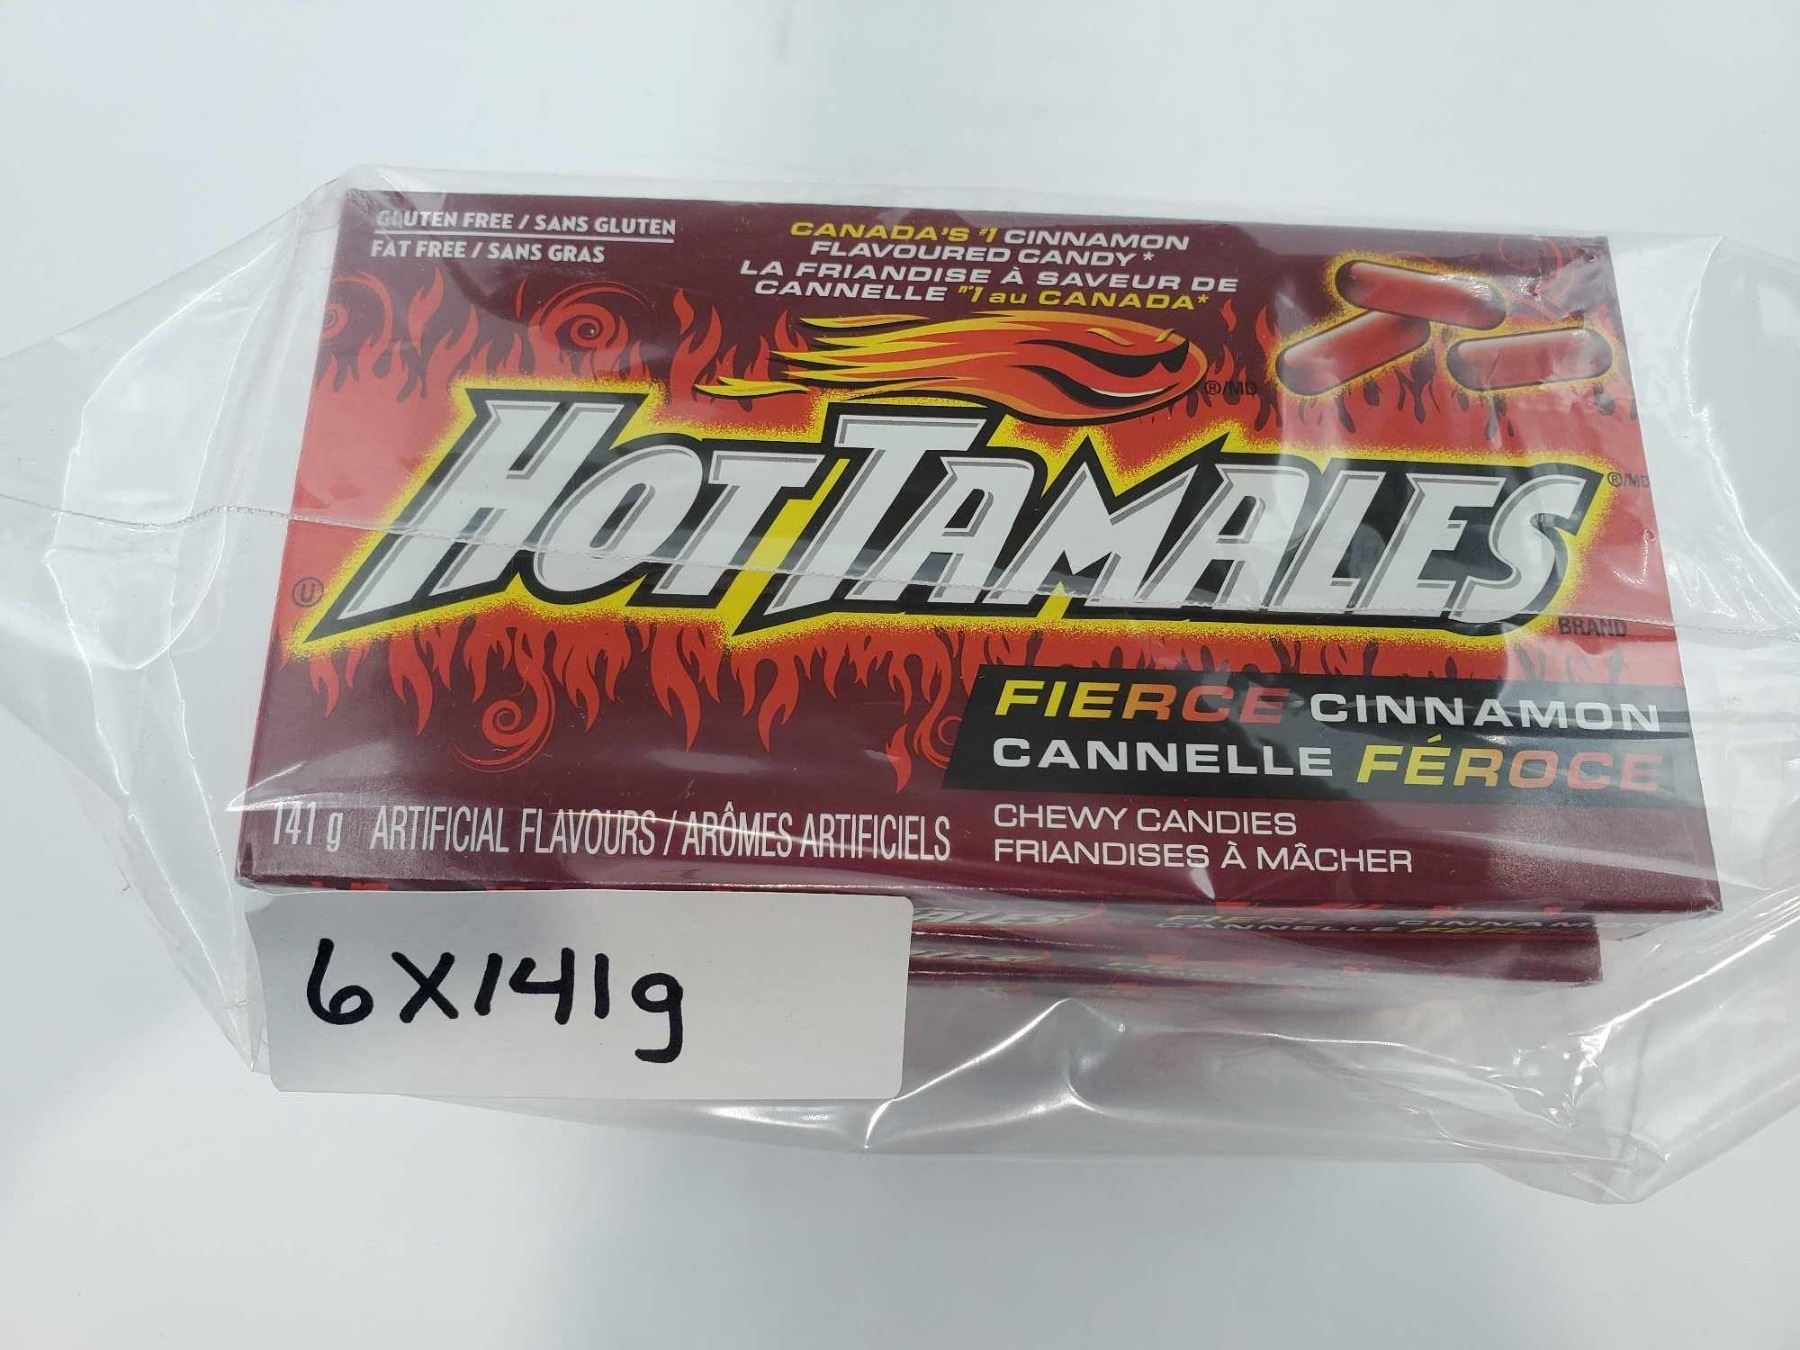 GLUTEN FREE / SANS GLUTEN
FAT FREE / SANS GRAS
CANADA'S #1 CINNAMON
FLAVOURED CANDY*
LA FRIANDISE À SAVEUR DE
CANNELLE n°1 au CANADA*
®/MD
HOT TAMALES
®/MD
U
BRAND
FIERCE CINNAMON
CANNELLE FÉROCE
141 g ARTIFICIAL FLAVOURS / ARÔMES ARTIFICIELS
CHEWY CANDIES
FRIANDISES À MÂCHER
6X141g